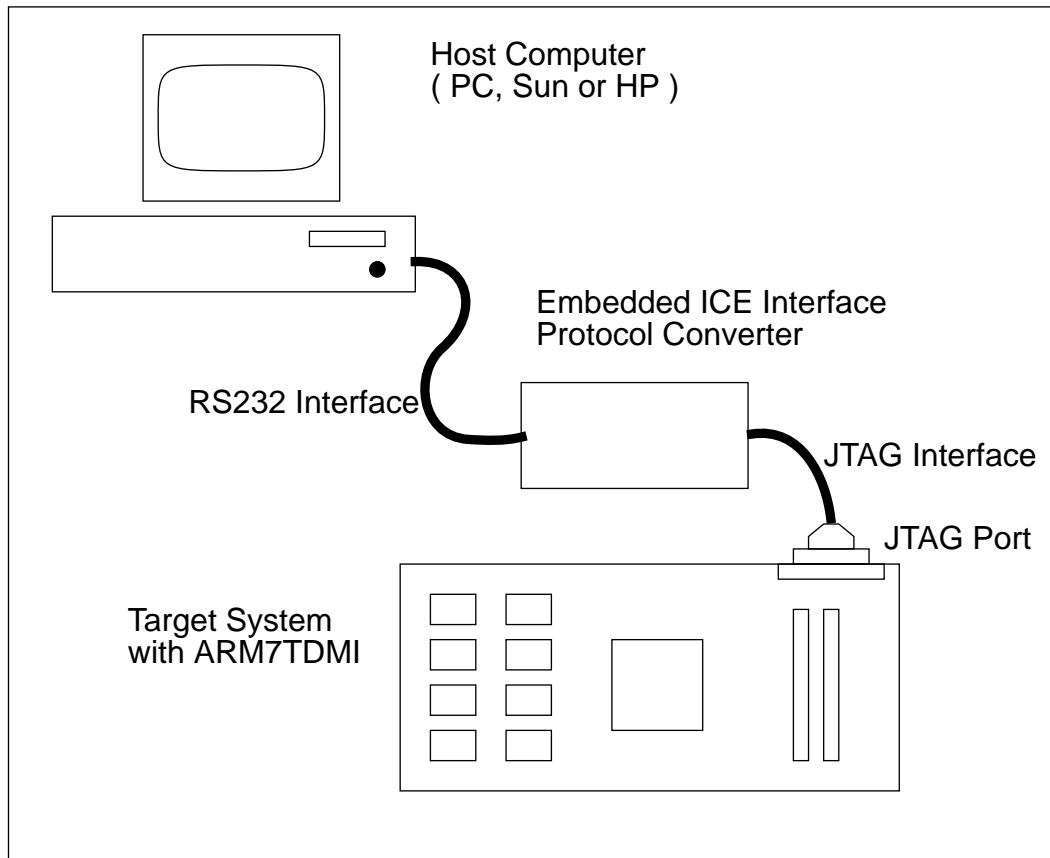 Host Computer
( PC, Sun or HP )
Embedded ICE Interface
Protocol Converter
RS232 Interface
JTAG Interface
JTAG Port
Target System
with ARM7TDMI